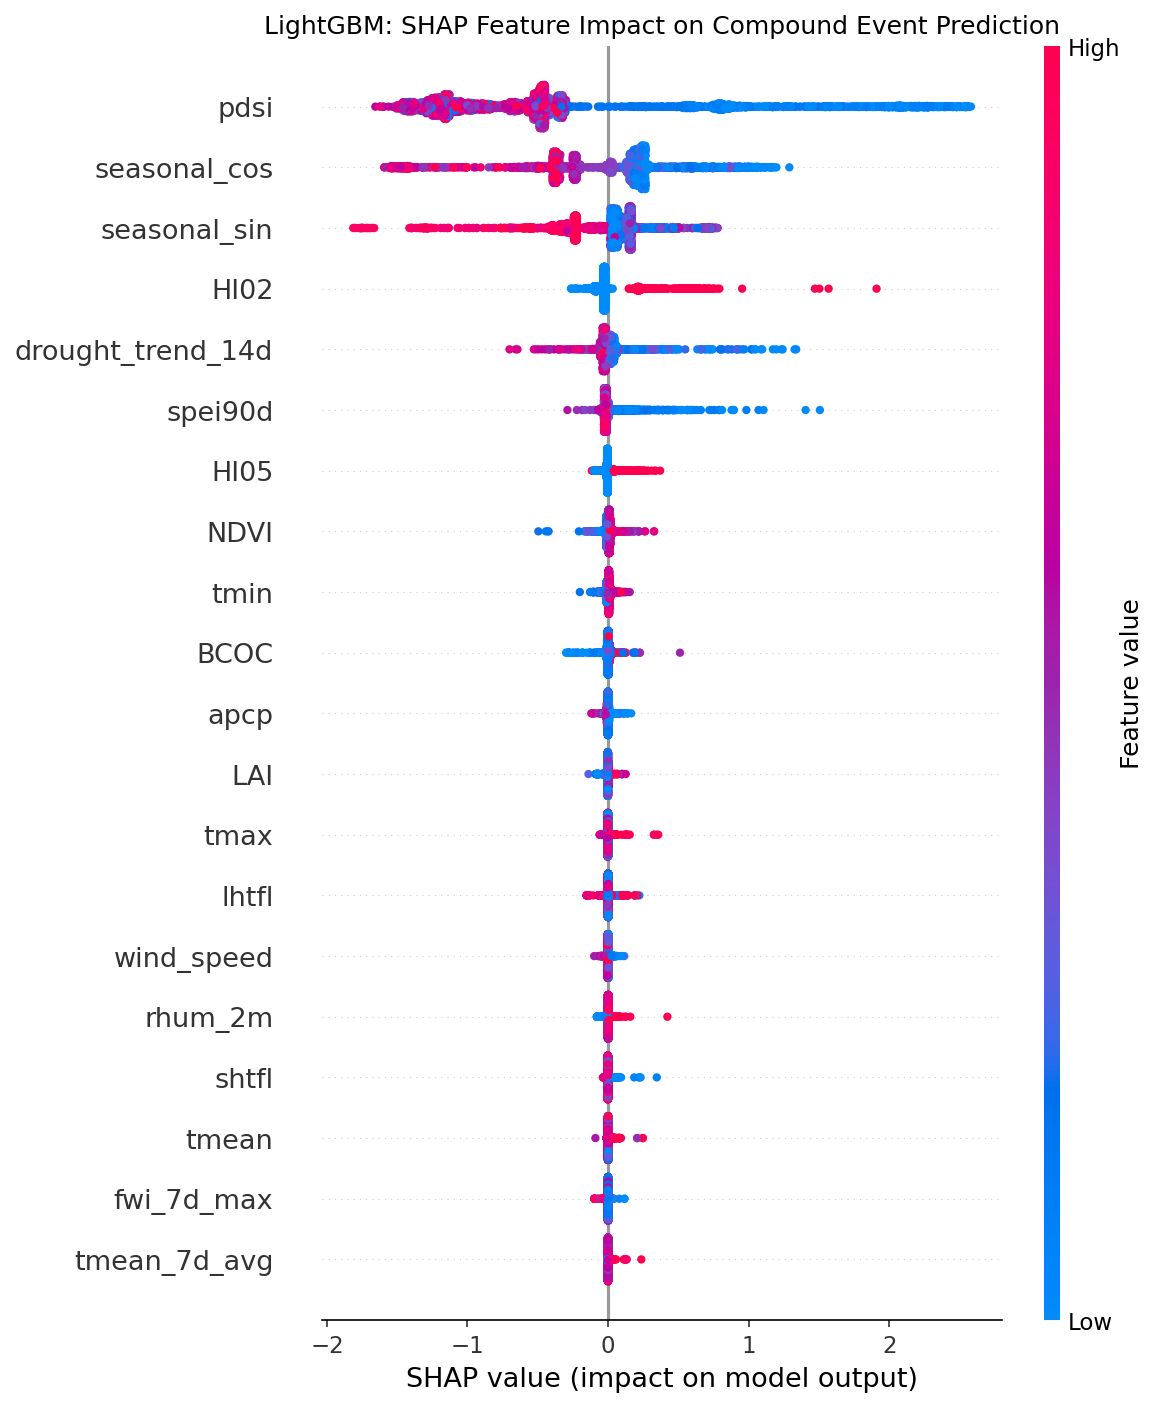 LightGBM: SHAP Feature Impact on Compound Event Prediction
High
pdsi
seasonal_cos
seasonal_sin
HI02
drought_trend_14d
spei90d
HI05
NDVI
tmin
BCOC
apcp
LAI
tmax
lhtfl
wind_speed
rhum_2m
shtfl
tmean
fwi_7d_max
tmean_7d_avg
Feature value
Low
−2 −1 0 1 2
SHAP value (impact on model output)